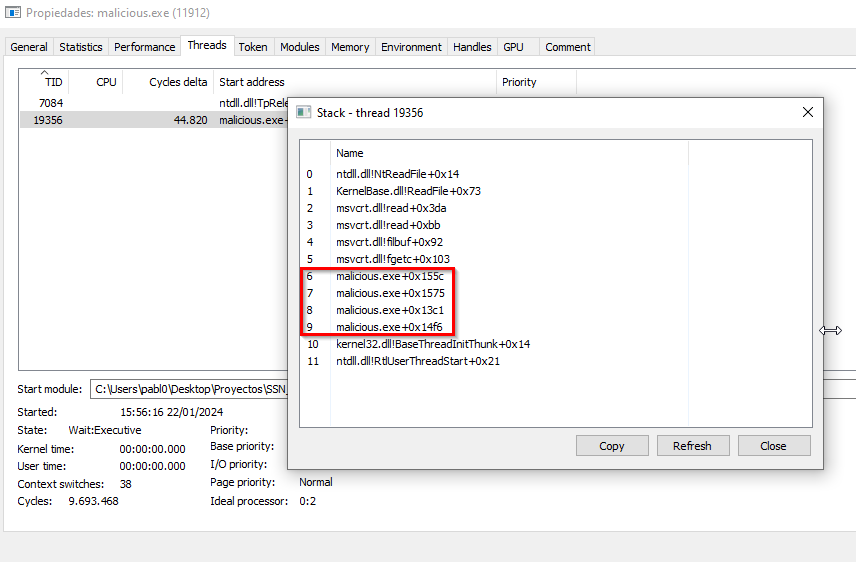 Propiedades: malicious.exe (11912)
General Statistics Performance Threads Token Modules Memory Environment Handles GPU Comment
TID CPU Cycles delta Start address Priority
7084 ntdll.dll!TpRele
19356 44.820 malicious.exe+
Stack - thread 19356
Name
0 ntdll.dll!NtReadFile+0x14
1 KernelBase.dll!ReadFile+0x73
2 msvcrt.dll!read+0x3da
3 msvcrt.dll!read+0xbb
4 msvcrt.dll!filbuf+0x92
5 msvcrt.dll!fgetc+0x103
6 malicious.exe+0x155c
7 malicious.exe+0x1575
8 malicious.exe+0x13c1
9 malicious.exe+0x14f6
10 kernel32.dll!BaseThreadInitThunk+0x14
11 ntdll.dll!RtlUserThreadStart+0x21
Copy Refresh Close
Start module: C:\Users\pabl0\Desktop\Proyectos\SSN_
Started: 15:56:16 22/01/2024
State: Wait:Executive Priority:
Kernel time: 00:00:00.000 Base priority:
User time: 00:00:00.000 I/O priority:
Context switches: 38 Page priority: Normal
Cycles: 9.693.468 Ideal processor: 0:2